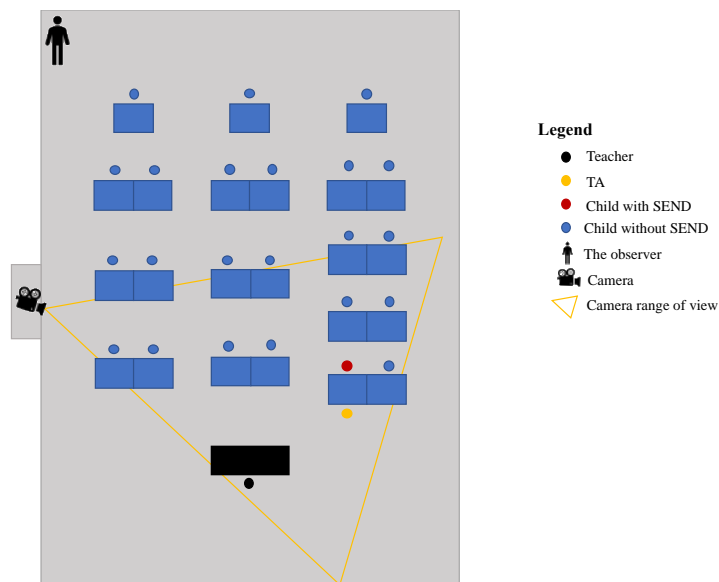 Legend
Teacher
TA
Child with SEND
Child without SEND
The observer
Camera
Camera range of view